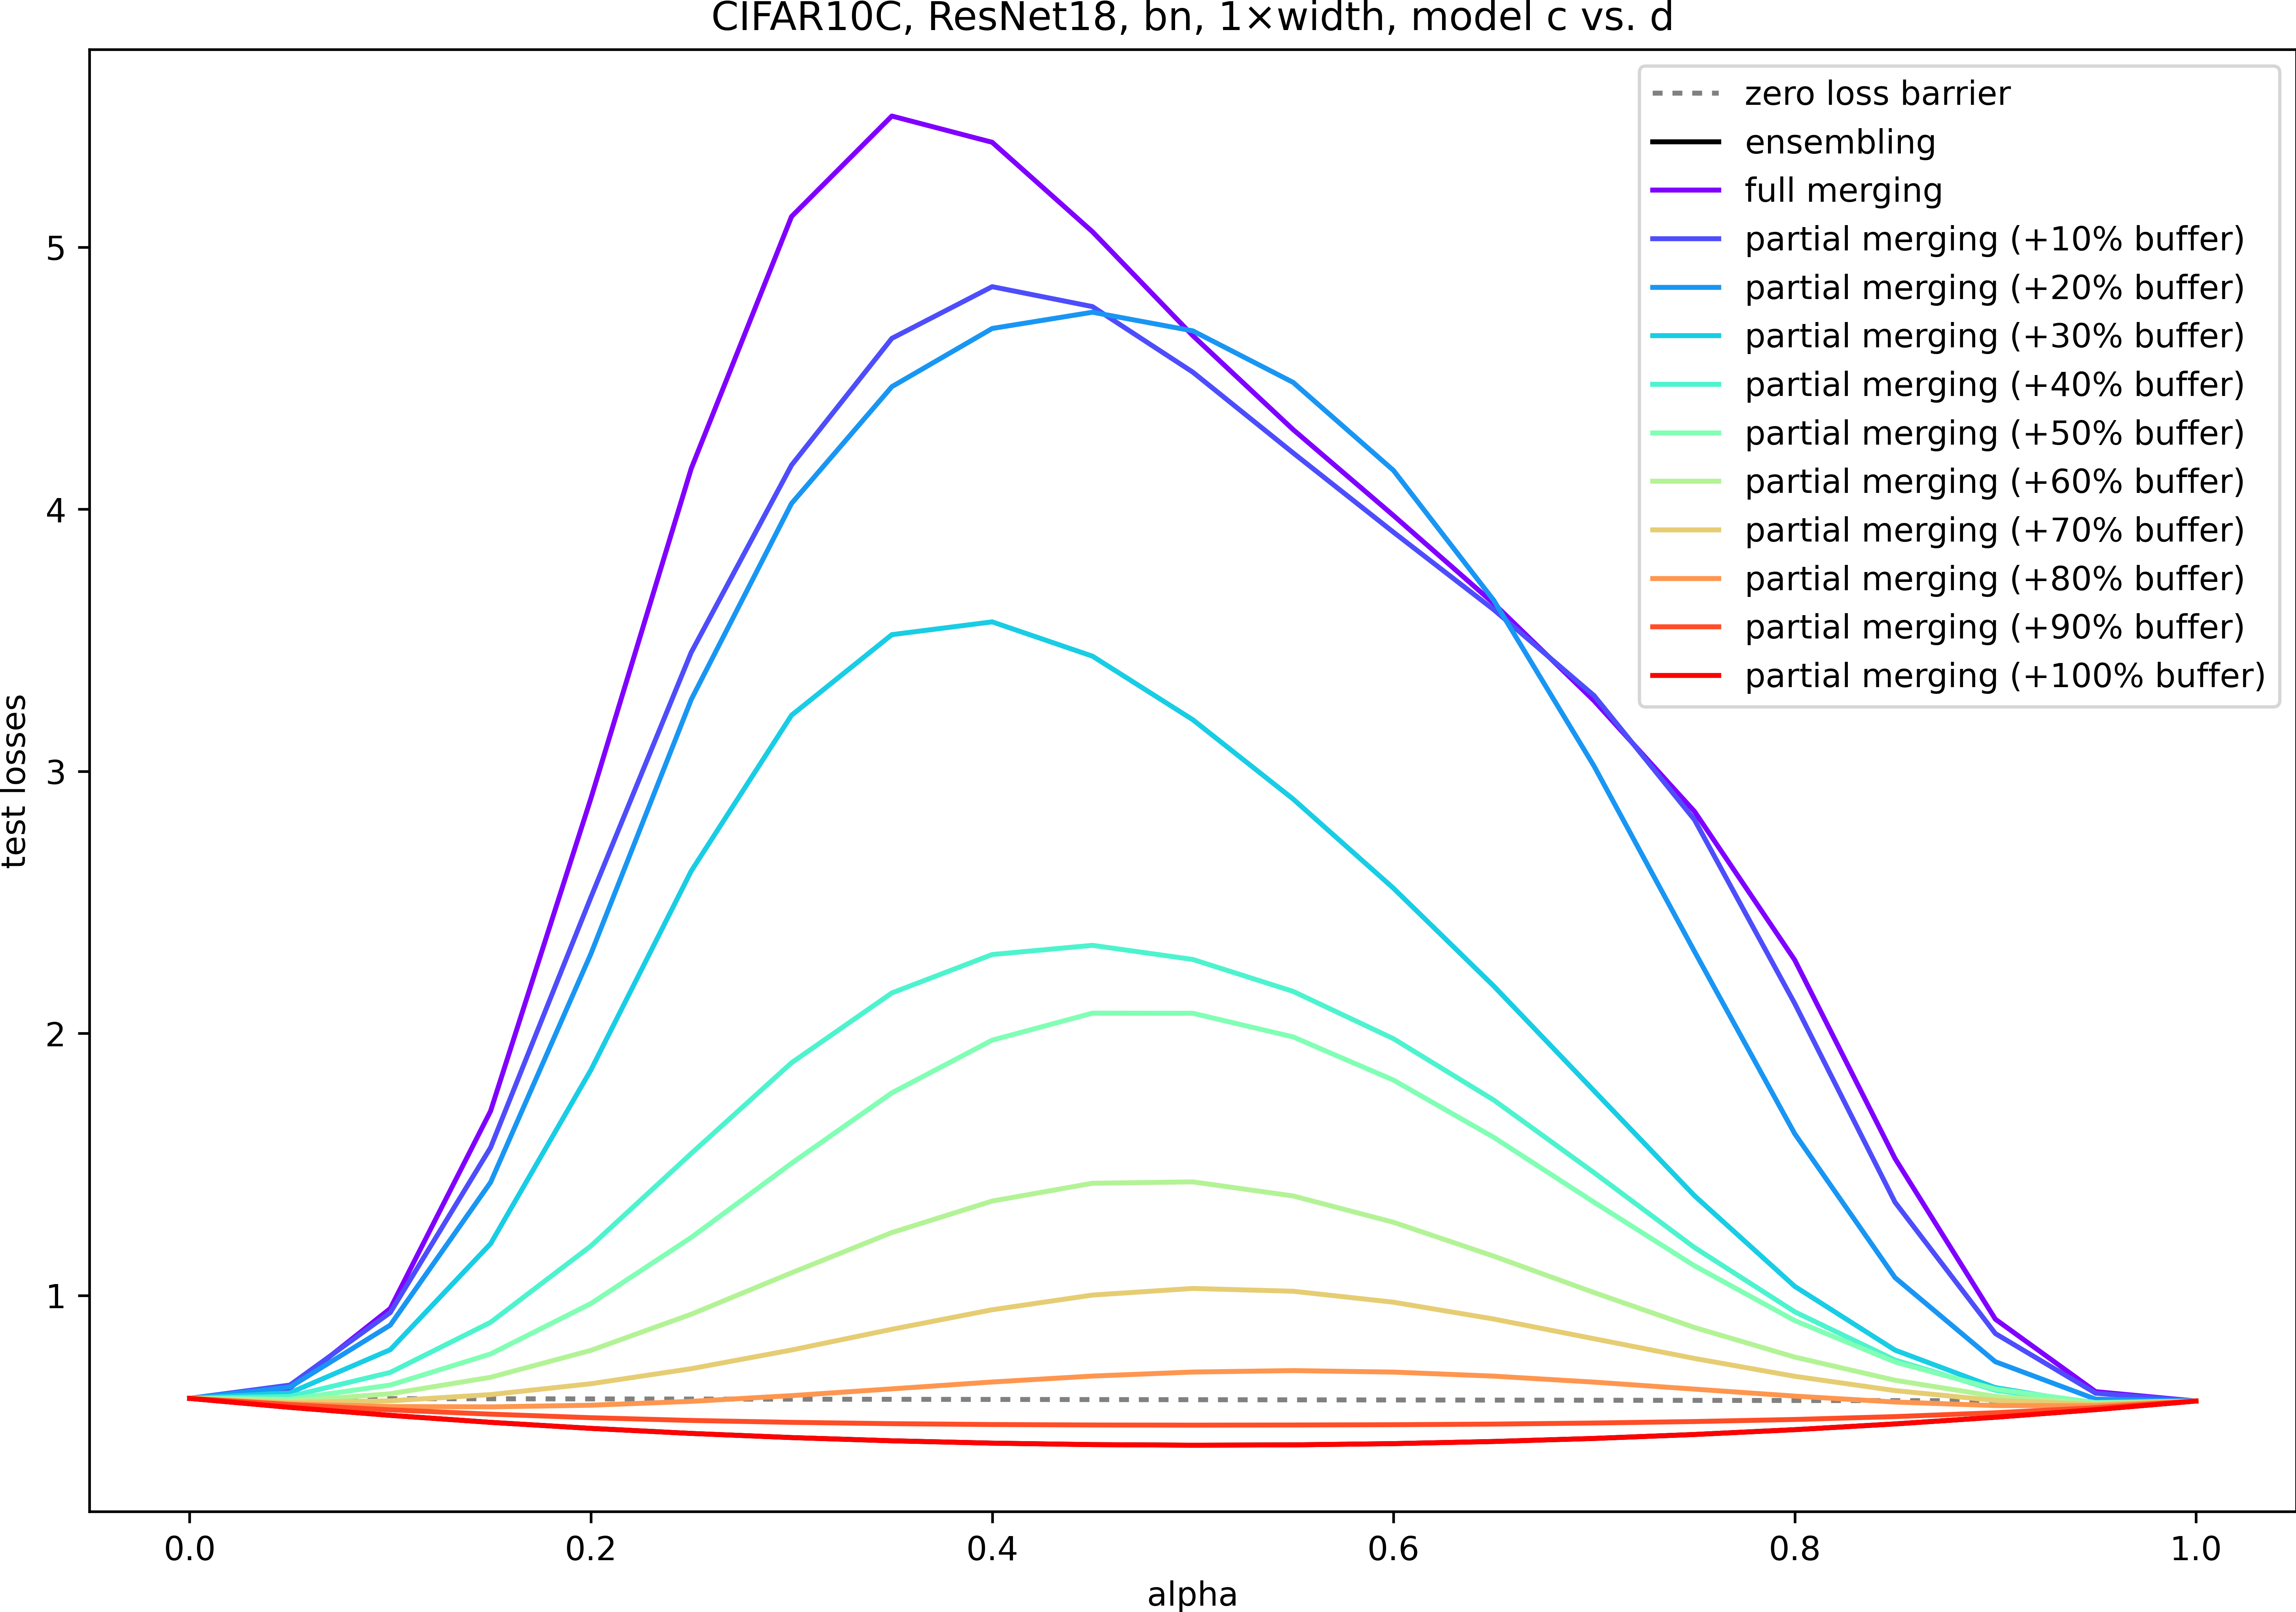 CIFAR10C, ResNet18, bn, 1×width, model c vs. d
zero loss barrier
ensembling
full merging
partial merging (+10% buffer)
partial merging (+20% buffer)
partial merging (+30% buffer)
partial merging (+40% buffer)
partial merging (+50% buffer)
partial merging (+60% buffer)
partial merging (+70% buffer)
partial merging (+80% buffer)
partial merging (+90% buffer)
partial merging (+100% buffer)
test losses
5
4
3
2
1
0.0 0.2 0.4 0.6 0.8 1.0
alpha